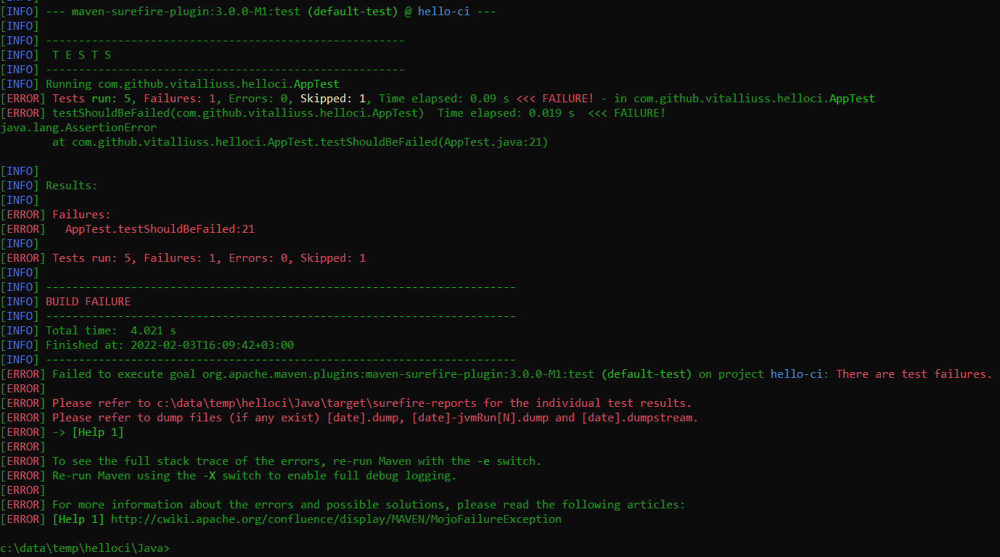 [INFO] --- maven-surefire-plugin:3.0.0-M1:test (default-test) @ hello-ci ---
[INFO]
[INFO] -------------------------------------------------------
[INFO]  T E S T S
[INFO] -------------------------------------------------------
[INFO] Running com.github.vitalliuss.helloci.AppTest
[ERROR] Tests run: 5, Failures: 1, Errors: 0, Skipped: 1, Time elapsed: 0.09 s <<< FAILURE! - in com.github.vitalliuss.helloci.AppTest
[ERROR] testShouldBeFailed(com.github.vitalliuss.helloci.AppTest)  Time elapsed: 0.019 s  <<< FAILURE!
java.lang.AssertionError
        at com.github.vitalliuss.helloci.AppTest.testShouldBeFailed(AppTest.java:21)

[INFO]
[INFO] Results:
[INFO]
[ERROR] Failures:
[ERROR]   AppTest.testShouldBeFailed:21
[INFO]
[ERROR] Tests run: 5, Failures: 1, Errors: 0, Skipped: 1
[INFO]
[INFO] ------------------------------------------------------------------------
[INFO] BUILD FAILURE
[INFO] ------------------------------------------------------------------------
[INFO] Total time:  4.021 s
[INFO] Finished at: 2022-02-03T16:09:42+03:00
[INFO] ------------------------------------------------------------------------
[ERROR] Failed to execute goal org.apache.maven.plugins:maven-surefire-plugin:3.0.0-M1:test (default-test) on project hello-ci: There are test failures.
[ERROR]
[ERROR] Please refer to c:\data\temp\helloci\Java\target\surefire-reports for the individual test results.
[ERROR] Please refer to dump files (if any exist) [date].dump, [date]-jvmRun[N].dump and [date].dumpstream.
[ERROR] -> [Help 1]
[ERROR]
[ERROR] To see the full stack trace of the errors, re-run Maven with the -e switch.
[ERROR] Re-run Maven using the -X switch to enable full debug logging.
[ERROR]
[ERROR] For more information about the errors and possible solutions, please read the following articles:
[ERROR] [Help 1] http://cwiki.apache.org/confluence/display/MAVEN/MojoFailureException

c:\data\temp\helloci\Java>